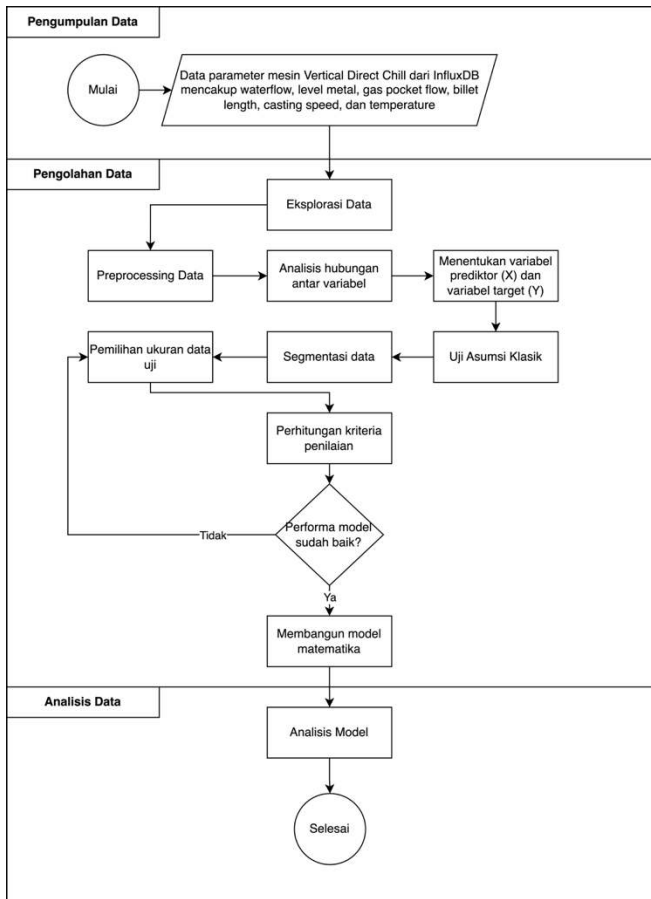 Pengumpulan Data
Mulai
Data parameter mesin Vertical Direct Chill dari InfluxDB
mencakup waterflow, level metal, gas pocket flow, billet
length, casting speed, dan temperature
Pengolahan Data
Eksplorasi Data
Preprocessing Data
Analisis hubungan
antar variabel
Menentukan variabel
prediktor (X) dan
variabel target (Y)
Pemilihan ukuran data
uji
Segmentasi data
Uji Asumsi Klasik
Perhitungan kriteria
penilaian
Performa model
sudah baik?
Tidak
Ya
Membangun model
matematika
Analisis Data
Analisis Model
Selesai